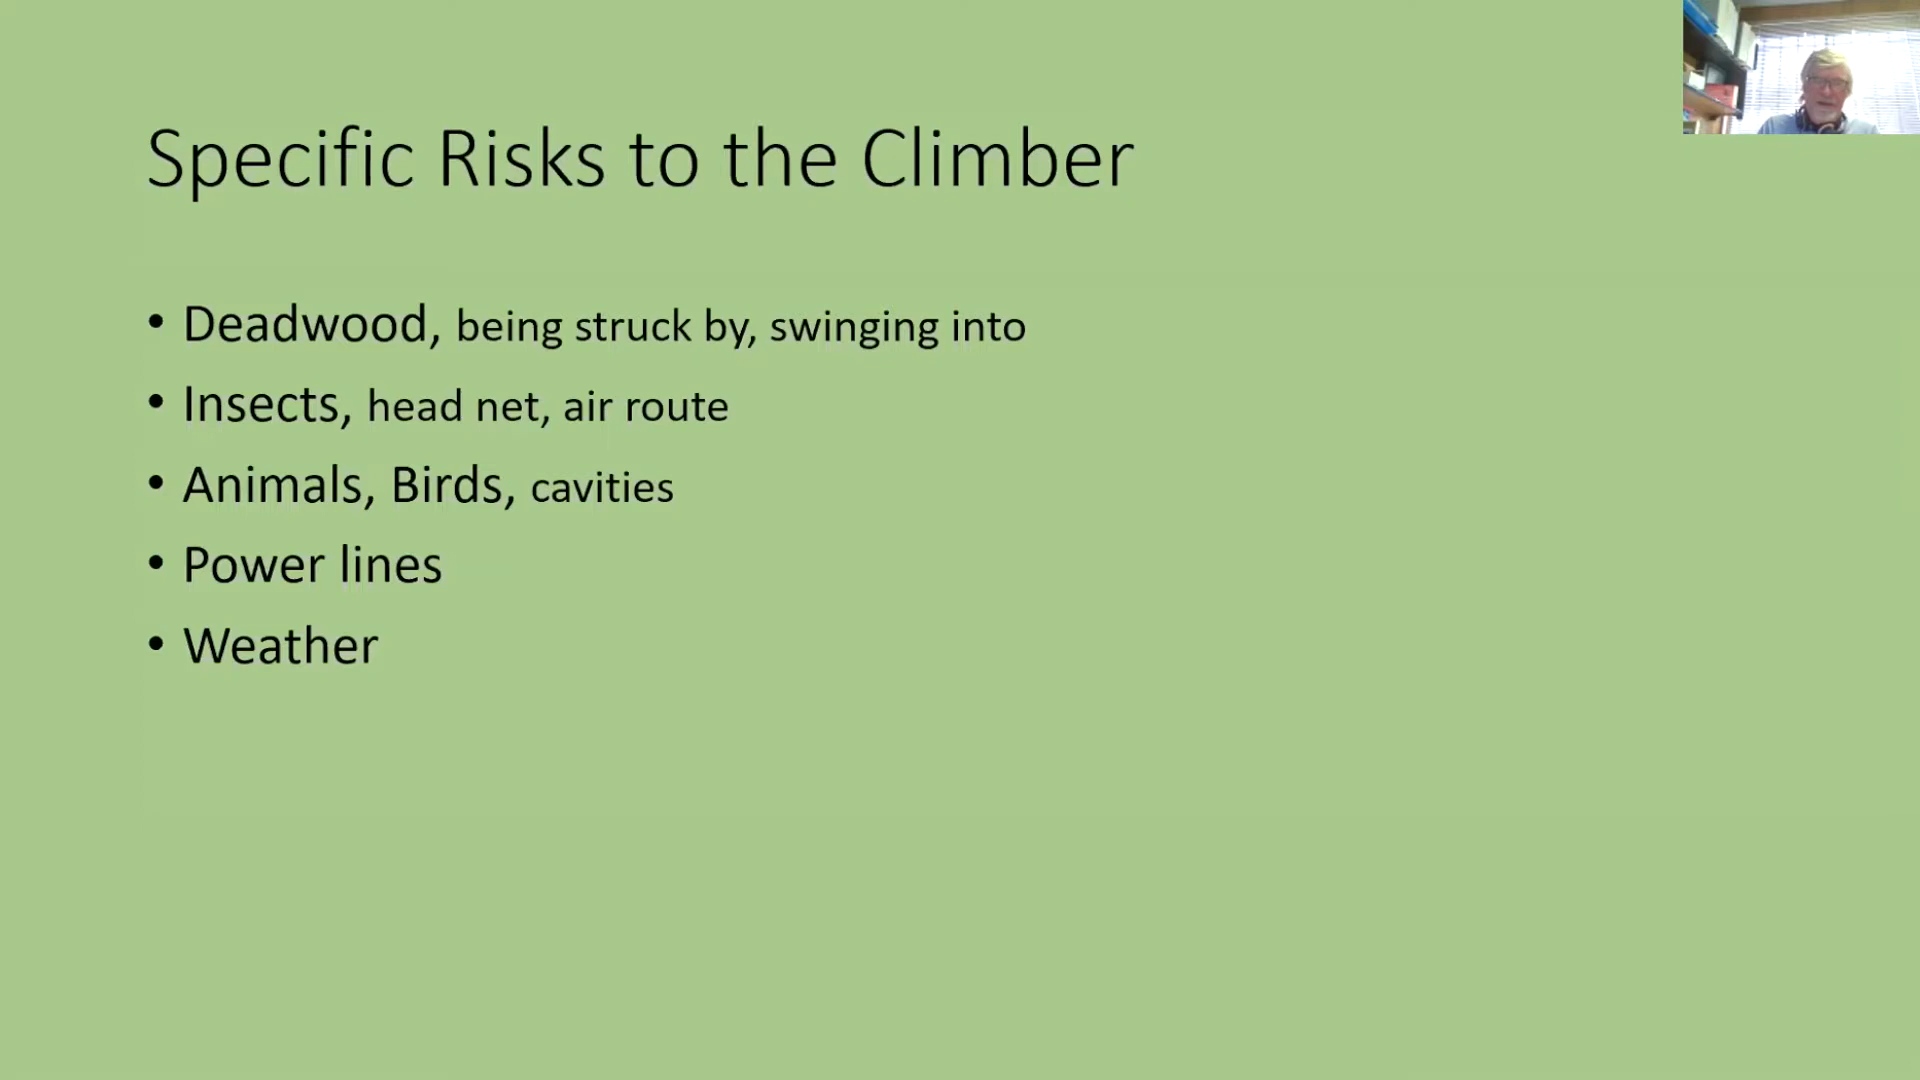 Specific Risks to the Climber
• Deadwood, being struck by, swinging into
• Insects, head net, air route
• Animals, Birds, cavities
• Power lines
• Weather